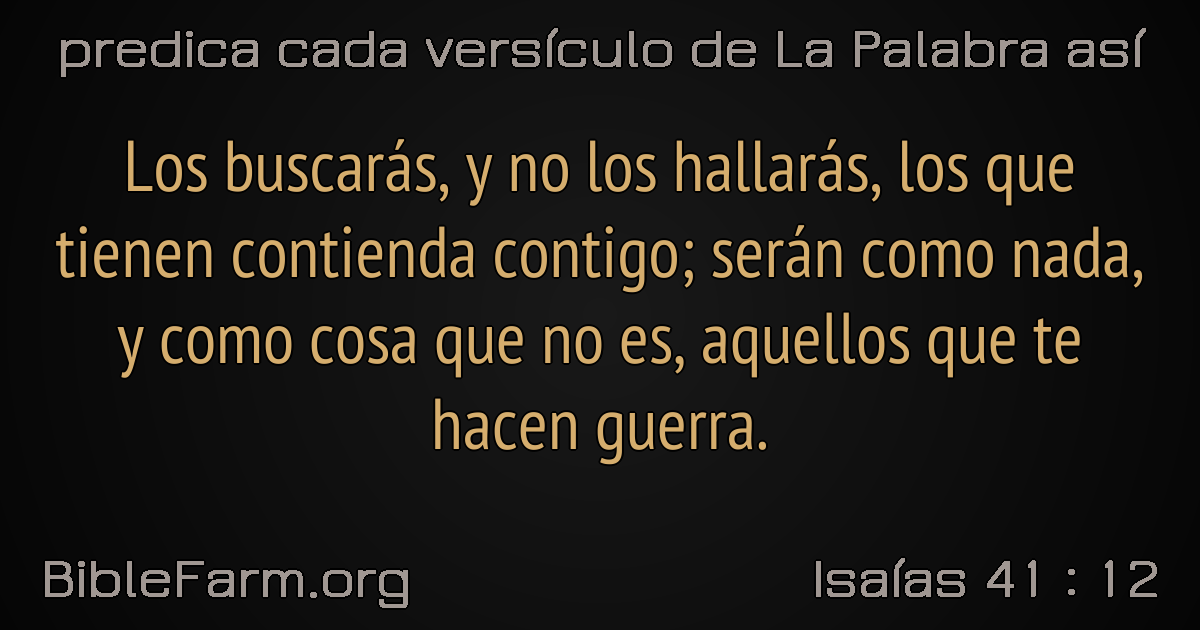 predica cada versículo de La Palabra así
Los buscarás, y no los hallarás, los que
tienen contienda contigo; serán como nada,
y como cosa que no es, aquellos que te
hacen guerra.
BibleFarm.org
Isaías 41 : 12